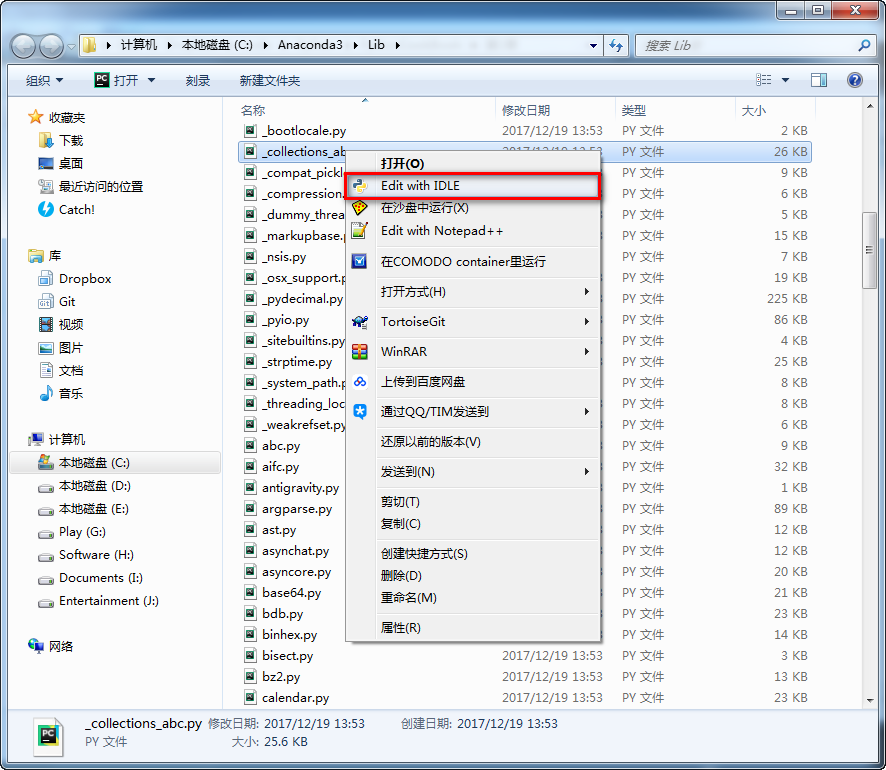 计算机 本地磁盘 (C:) Anaconda3 Lib 搜索 Lib
组织 打开 刻录 新建文件夹
收藏夹
下载
桌面
最近访问的位置
Catch!
库
Dropbox
Git
视频
图片
文档
音乐
计算机
本地磁盘 (C:)
本地磁盘 (D:)
本地磁盘 (E:)
Play (G:)
Software (H:)
Documents (I:)
Entertainment (J:)
网络
名称 修改日期 类型 大小
_bootlocale.py 2017/12/19 13:53 PY 文件 2 KB
_collections_ab PY 文件 26 KB
_compat_pickl PY 文件 9 KB
_compression. PY 文件 6 KB
_dummy_threa PY 文件 5 KB
_markupbase.p PY 文件 15 KB
_nsis.py PY 文件 7 KB
_osx_support.p PY 文件 19 KB
_pydecimal.py PY 文件 225 KB
_pyio.py PY 文件 86 KB
_sitebuiltins.py PY 文件 4 KB
_strptime.py PY 文件 25 KB
_system_path.p PY 文件 8 KB
_threading_loc PY 文件 8 KB
_weakrefset.py PY 文件 6 KB
abc.py PY 文件 9 KB
aifc.py PY 文件 32 KB
antigravity.py PY 文件 1 KB
argparse.py PY 文件 89 KB
ast.py PY 文件 12 KB
asynchat.py PY 文件 12 KB
asyncore.py PY 文件 20 KB
base64.py PY 文件 21 KB
bdb.py PY 文件 23 KB
binhex.py PY 文件 14 KB
bisect.py 2017/12/19 13:53 PY 文件 3 KB
bz2.py 2017/12/19 13:53 PY 文件 13 KB
calendar.py 2017/12/19 13:53 PY 文件 23 KB
打开(O)
Edit with IDLE
在沙盘中运行(X)
Edit with Notepad++
在COMODO container里运行
打开方式(H)
TortoiseGit
WinRAR
上传到百度网盘
通过QQ/TIM发送到
还原以前的版本(V)
发送到(N)
剪切(T)
复制(C)
创建快捷方式(S)
删除(D)
重命名(M)
属性(R)
_collections_abc.py 修改日期: 2017/12/19 13:53 创建日期: 2017/12/19 13:53
PY 文件 大小: 25.6 KB